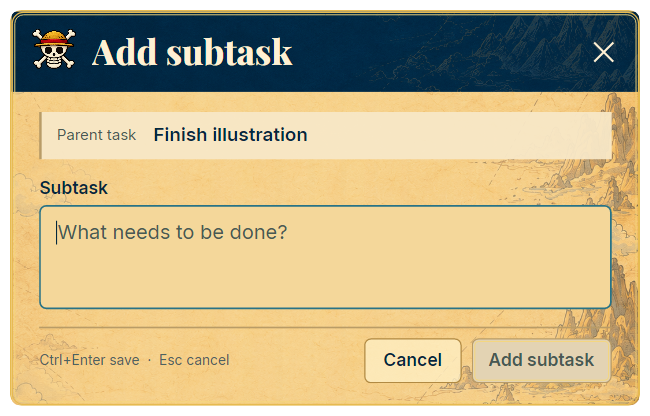 Add subtask
Parent task Finish illustration
Subtask
What needs to be done?
Ctrl+Enter save · Esc cancel
Cancel
Add subtask